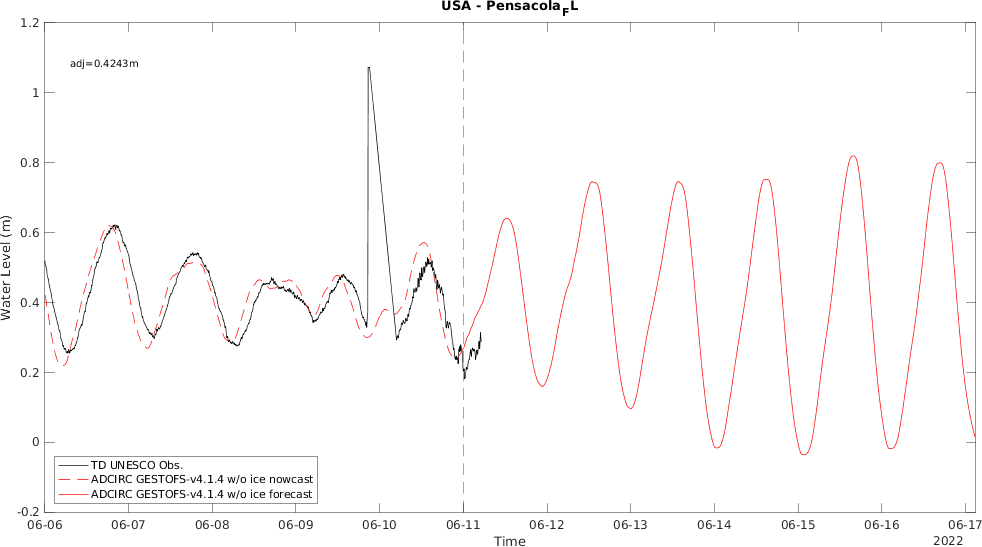 USA - Pensacola_FL
adj=0.4243m
Water Level (m)
1.2
1
0.8
0.6
0.4
0.2
0
-0.2
TD UNESCO Obs.
ADCIRC GESTOFS-v4.1.4 w/o ice nowcast
ADCIRC GESTOFS-v4.1.4 w/o ice forecast
06-06 06-07 06-08 06-09 06-10 06-11 06-12 06-13 06-14 06-15 06-16 06-17
Time
2022